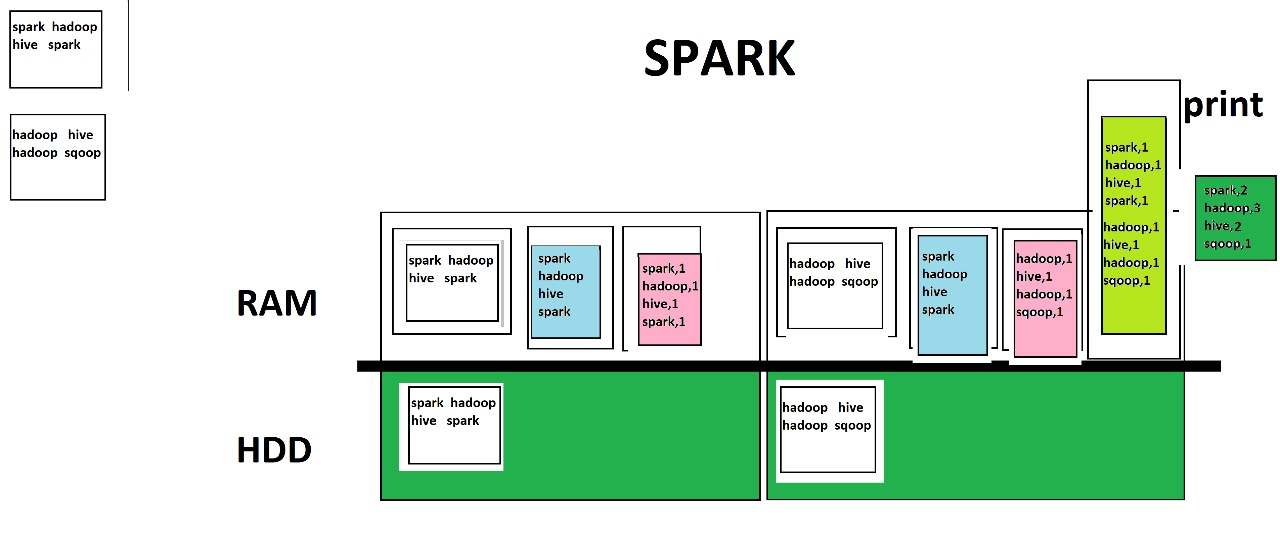 spark hadoop
hive spark
hadoop hive
hadoop sqoop
SPARK
print
spark,1
hadoop,1
hive,1
spark,1
hadoop,1
hive,1
hadoop,1
sqoop,1
spark,2
hadoop,3
hive,2
sqoop,1
RAM
spark hadoop
hive spark
spark
hadoop
hive
spark
spark,1
hadoop,1
hive,1
spark,1
hadoop hive
hadoop sqoop
spark
hadoop
hive
spark
hadoop,1
hive,1
hadoop,1
sqoop,1
HDD
spark hadoop
hive spark
hadoop hive
hadoop sqoop